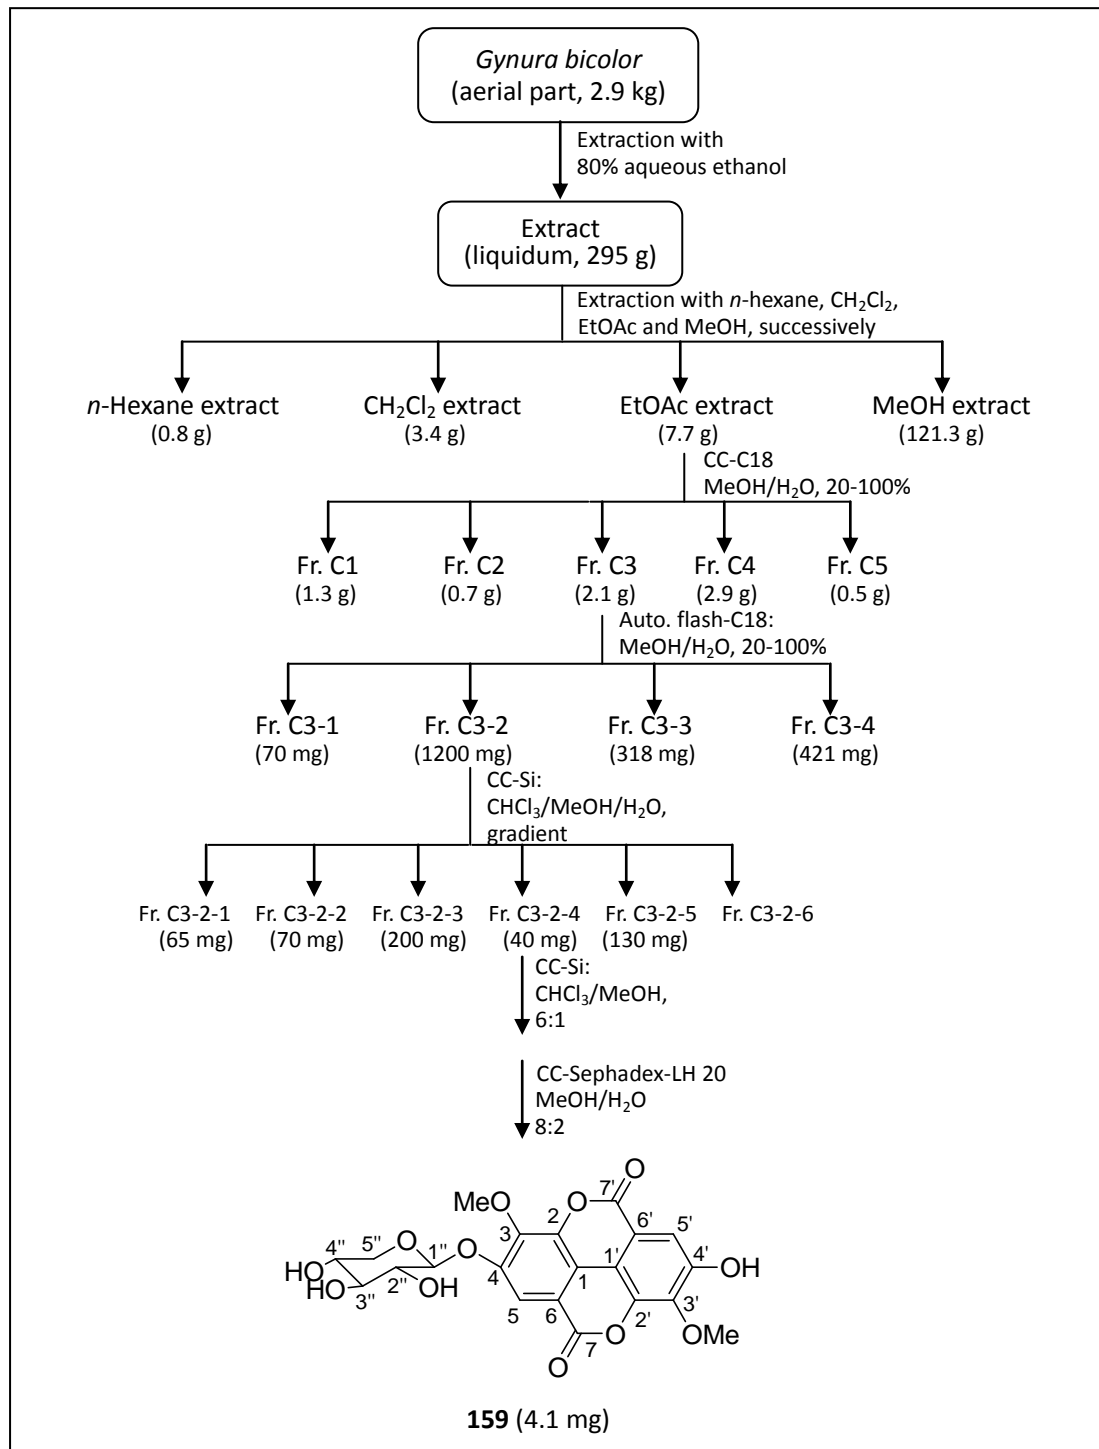 Gynura bicolor
(aerial part, 2.9 kg)
Extraction with
80% aqueous ethanol
Extract
(liquidum, 295 g)
Extraction with n-hexane, CH₂Cl₂,
EtOAc and MeOH, successively
n-Hexane extract CH₂Cl₂ extract EtOAc extract MeOH extract
(0.8 g) (3.4 g) (7.7 g) (121.3 g)
CC-C18
MeOH/H₂O, 20-100%
Fr. C1 Fr. C2 Fr. C3 Fr. C4 Fr. C5
(1.3 g) (0.7 g) (2.1 g) (2.9 g) (0.5 g)
Auto. flash-C18:
MeOH/H₂O, 20-100%
Fr. C3-1 Fr. C3-2 Fr. C3-3 Fr. C3-4
(70 mg) (1200 mg) (318 mg) (421 mg)
CC-Si:
CHCl₃/MeOH/H₂O,
gradient
Fr. C3-2-1 Fr. C3-2-2 Fr. C3-2-3 Fr. C3-2-4 Fr. C3-2-5 Fr. C3-2-6
(65 mg) (70 mg) (200 mg) (40 mg) (130 mg)
CC-Si:
CHCl₃/MeOH,
6:1
CC-Sephadex-LH 20
MeOH/H₂O
8:2
O
7'
MeO O
2 6' 5'
4'' 5'' O 1'' O 3 1' 4'
HO 4 1 OH
HO 2'' OH 3'
3'' 5 6 2'
7 O OMe
O
159 (4.1 mg)